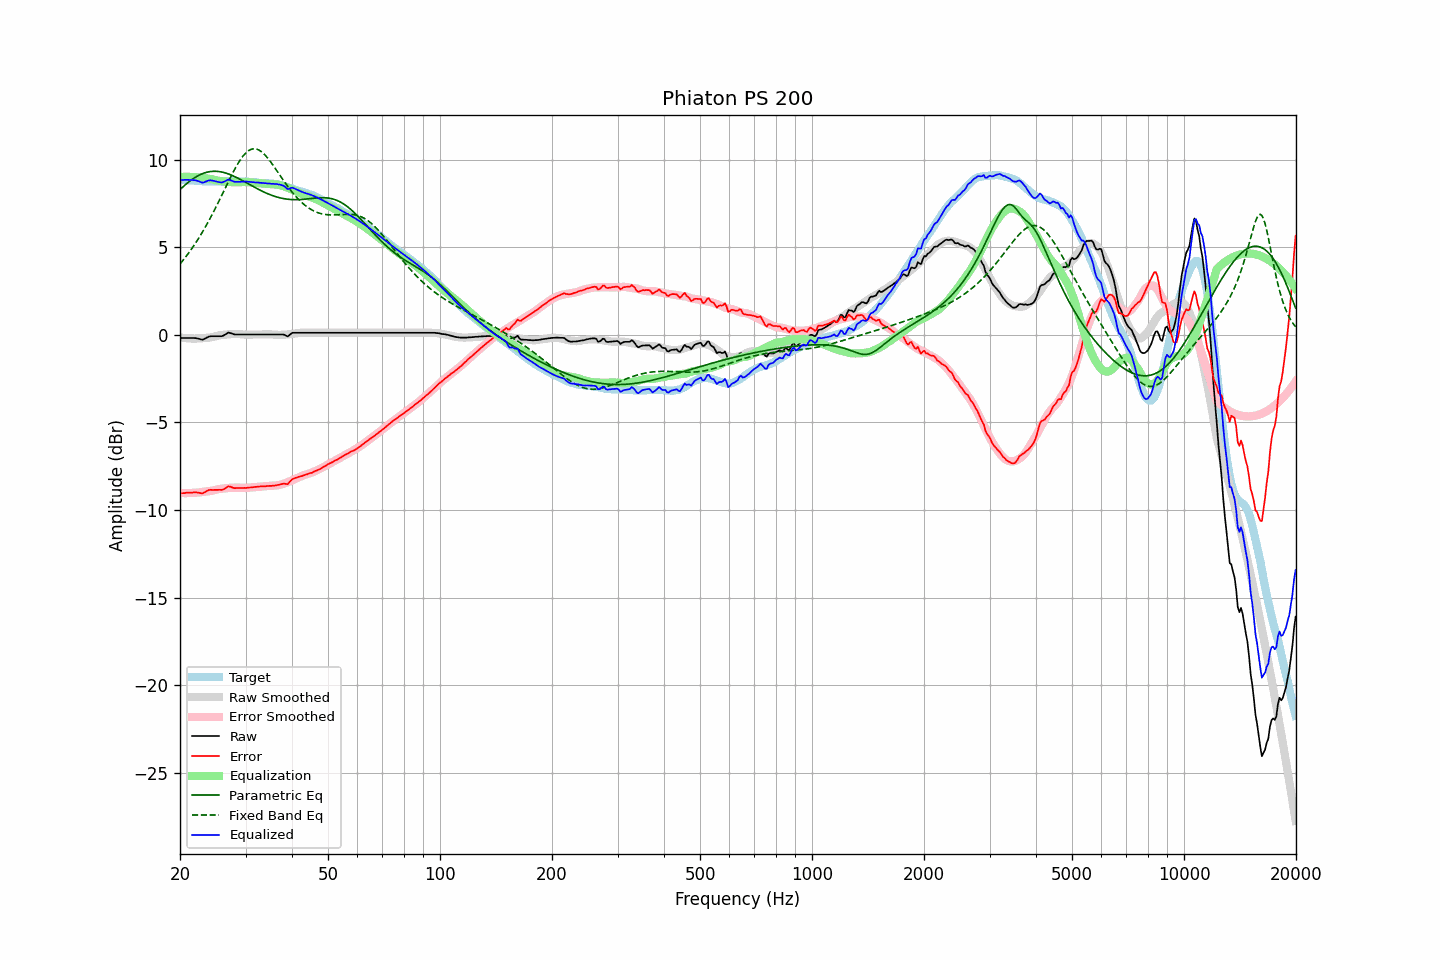 Phiaton PS 200
10
5
0
−5
−10
−15
−20
−25
Amplitude (dBr)
Target
Raw Smoothed
Error Smoothed
Raw
Error
Equalization
Parametric Eq
Fixed Band Eq
Equalized
20 50 100 200 500 1000 2000 5000 10000 20000
Frequency (Hz)